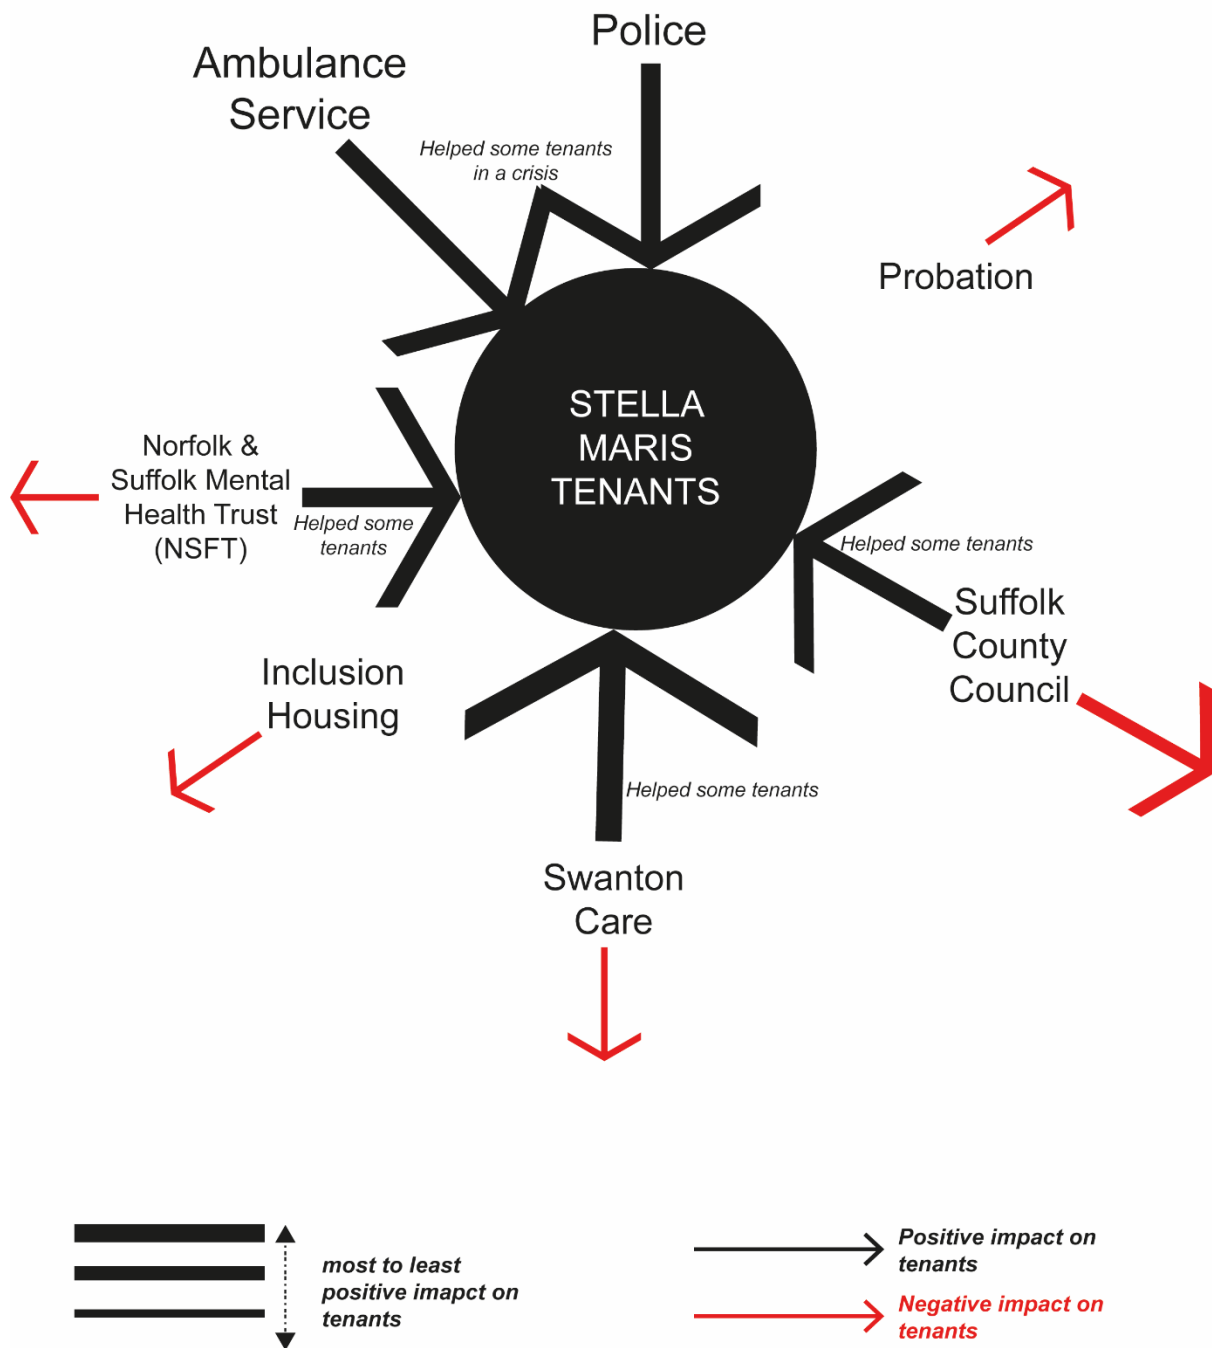 Police
Ambulance
Service
Helped some tenants
in a crisis
Probation
STELLA
MARIS
TENANTS
Norfolk &
Suffolk Mental
Health Trust
(NSFT)
Helped some
tenants
Helped some tenants
Suffolk
County
Council
Inclusion
Housing
Helped some tenants
Swanton
Care
most to least
positive imapct on
tenants
Positive impact on
tenants
Negative impact on
tenants